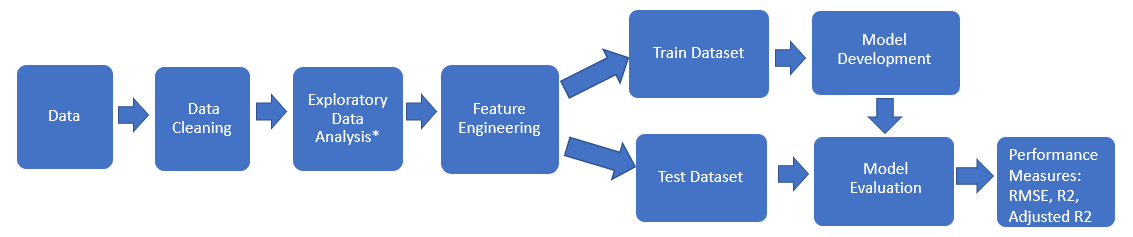 Data
Data
Cleaning
Exploratory
Data
Analysis*
Feature
Engineering
Train Dataset
Model
Development
Test Dataset
Model
Evaluation
Performance
Measures:
RMSE, R2,
Adjusted R2